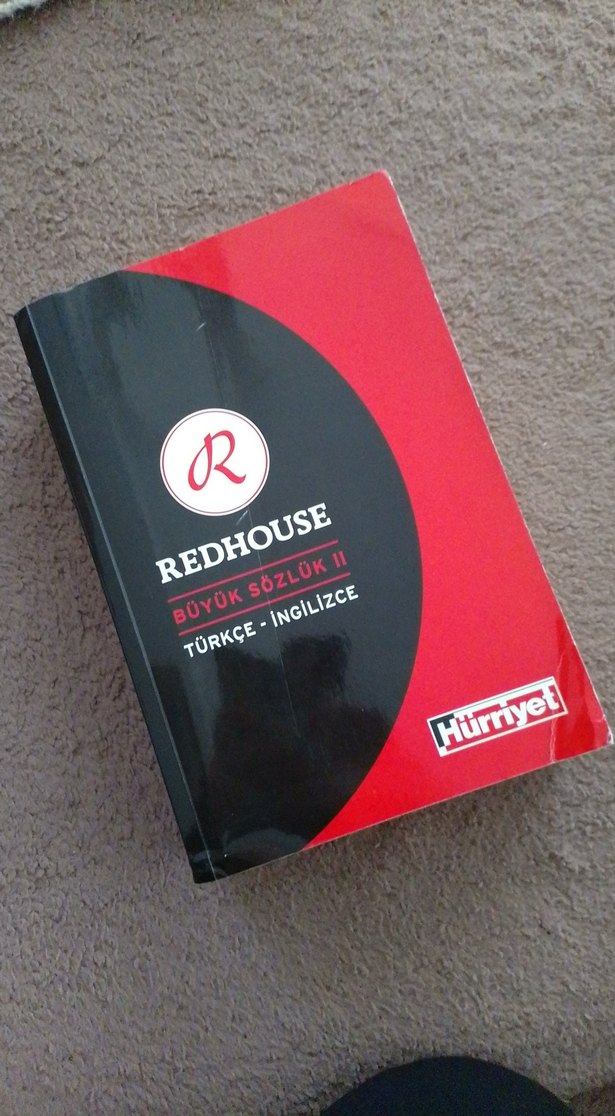 R
REDHOUSE
BÜYÜK SÖZLÜK II
TÜRKÇE - İNGİLİZCE
Hürriyet